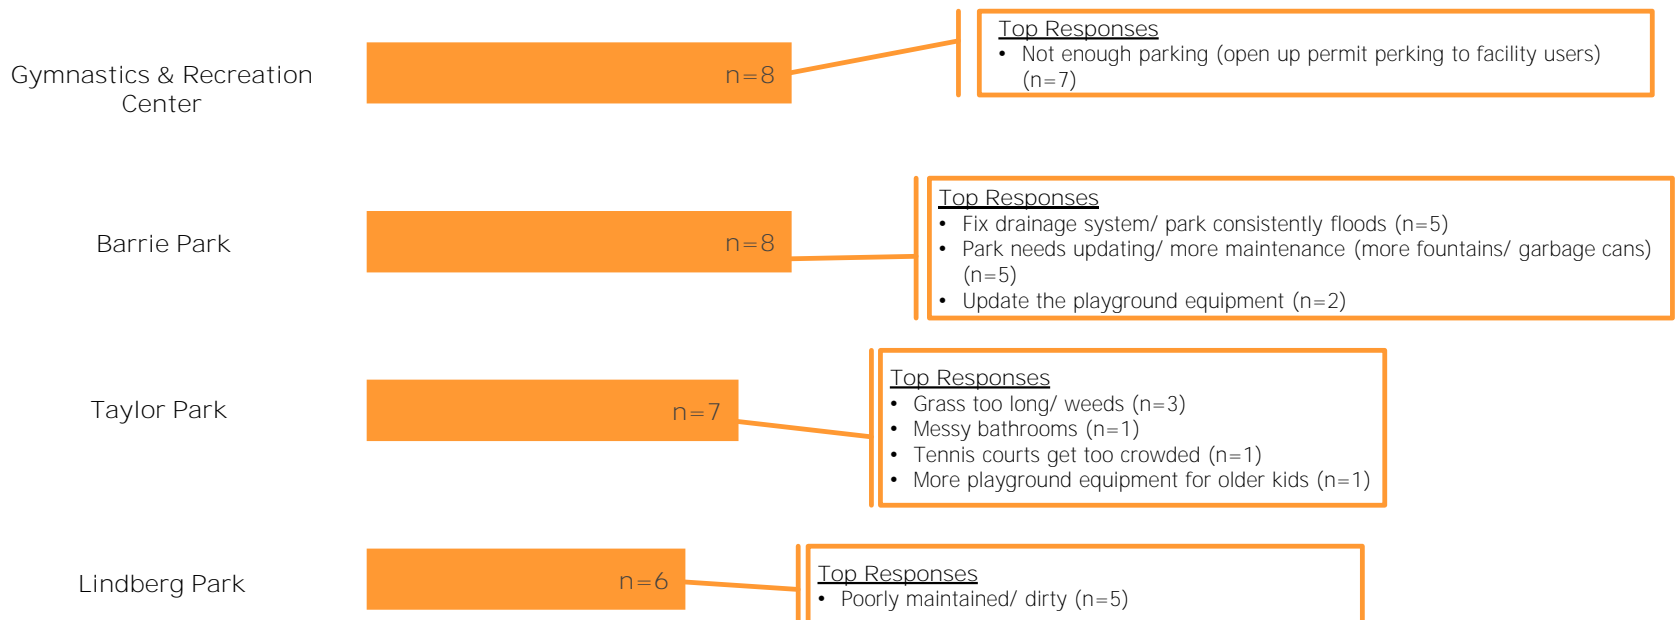 Gymnastics & Recreation
Center
n=8
Top Responses
• Not enough parking (open up permit perking to facility users)
(n=7)
Barrie Park
n=8
Top Responses
• Fix drainage system/ park consistently floods (n=5)
• Park needs updating/ more maintenance (more fountains/ garbage cans)
(n=5)
• Update the playground equipment (n=2)
Taylor Park
n=7
Top Responses
• Grass too long/ weeds (n=3)
• Messy bathrooms (n=1)
• Tennis courts get too crowded (n=1)
• More playground equipment for older kids (n=1)
Lindberg Park
n=6
Top Responses
• Poorly maintained/ dirty (n=5)